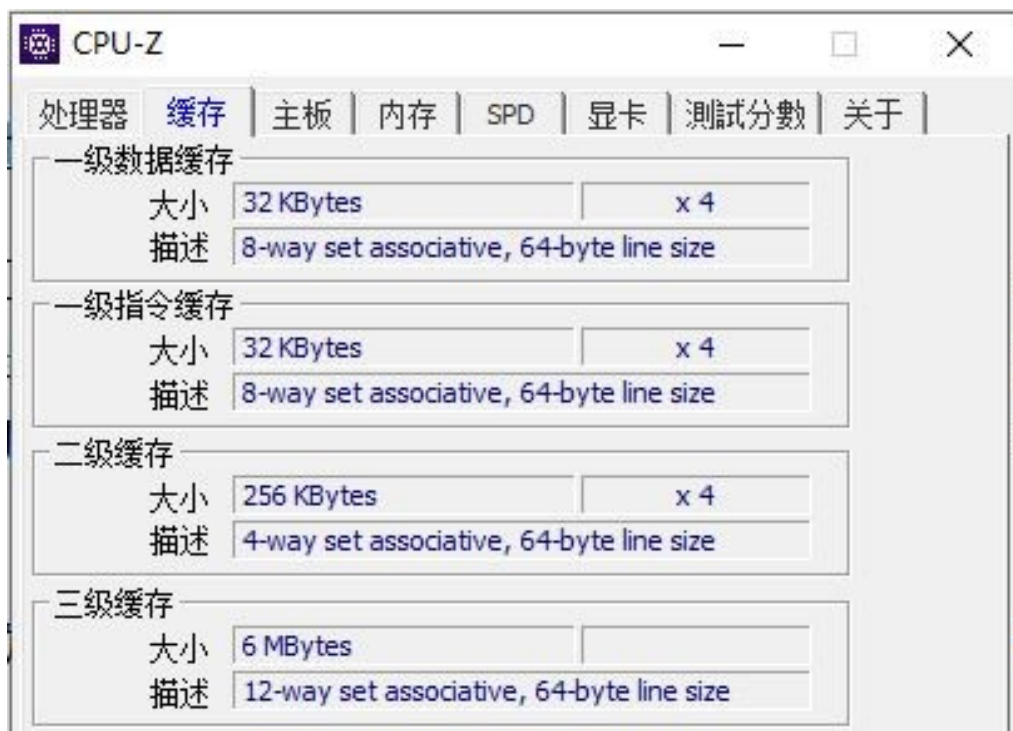 CPU-Z
处理器 缓存 主板 内存 SPD 显卡 測試分數 关于
一级数据缓存
大小 32 KBytes x 4
描述 8-way set associative, 64-byte line size
一级指令缓存
大小 32 KBytes x 4
描述 8-way set associative, 64-byte line size
二级缓存
大小 256 KBytes x 4
描述 4-way set associative, 64-byte line size
三级缓存
大小 6 MBytes
描述 12-way set associative, 64-byte line size